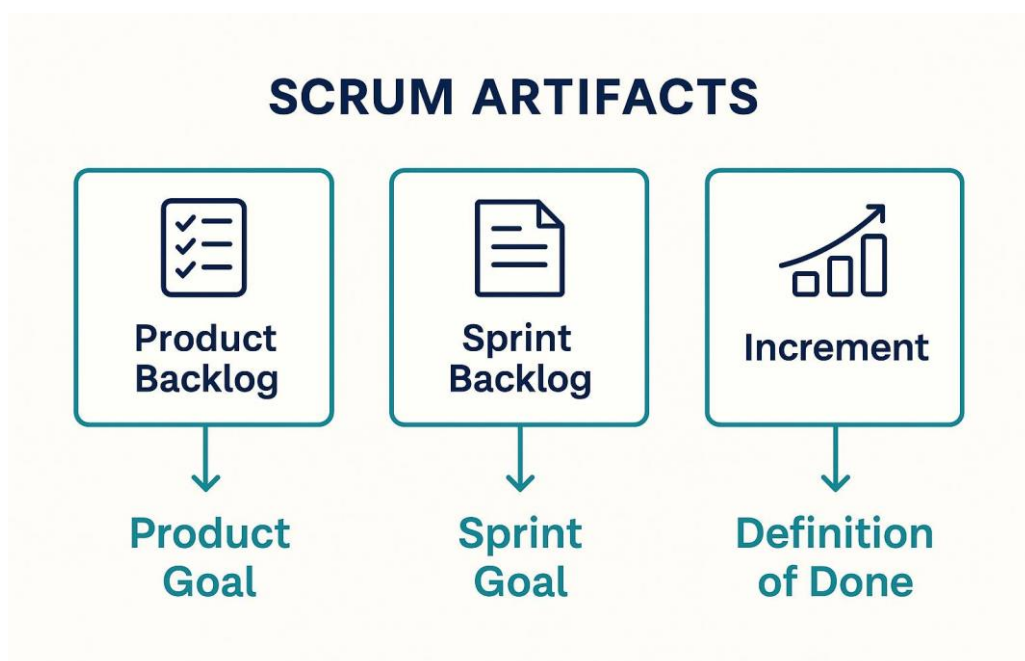 SCRUM ARTIFACTS
Product
Backlog
Sprint
Backlog
Increment
Product
Goal
Sprint
Goal
Definition
of Done